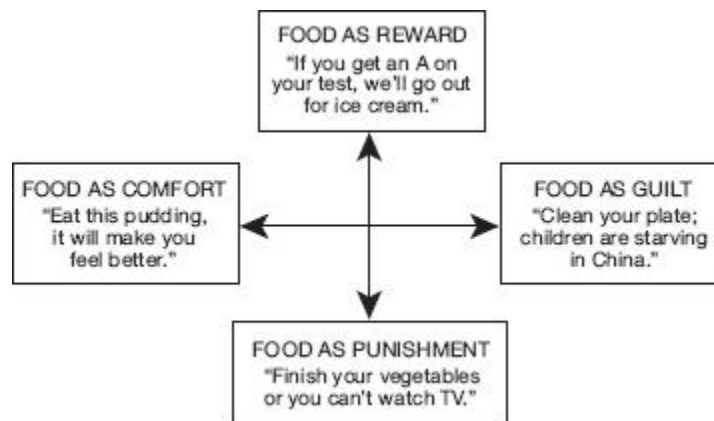 FOOD AS REWARD
“If you get an A on
your test, we’ll go out
for ice cream.”
FOOD AS COMFORT
“Eat this pudding,
it will make you
feel better.”
FOOD AS GUILT
“Clean your plate;
children are starving
in China.”
FOOD AS PUNISHMENT
“Finish your vegetables
or you can’t watch TV.”